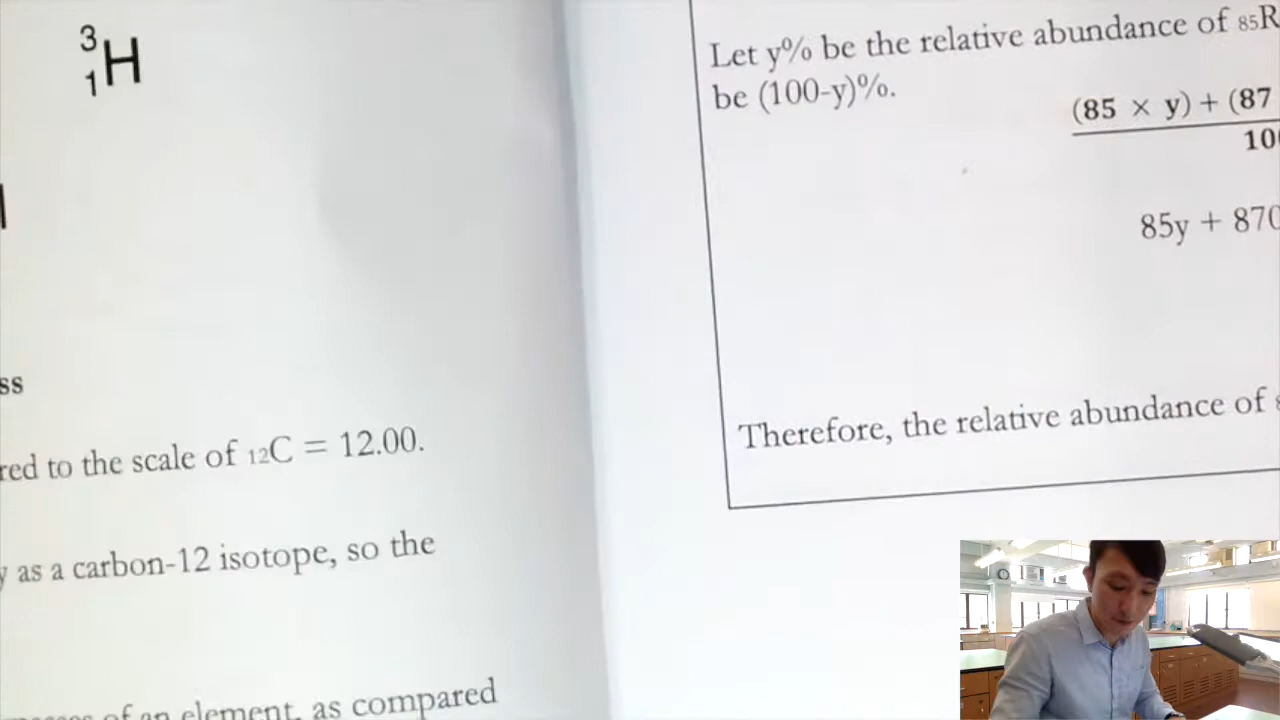 3
1H
ss
red to the scale of 12C = 12.00.
y as a carbon-12 isotope, so the
of an element, as compared
Let y% be the relative abundance of 85R
be (100-y)%.
(85 × y) + (87
100
85y + 870
Therefore, the relative abundance of